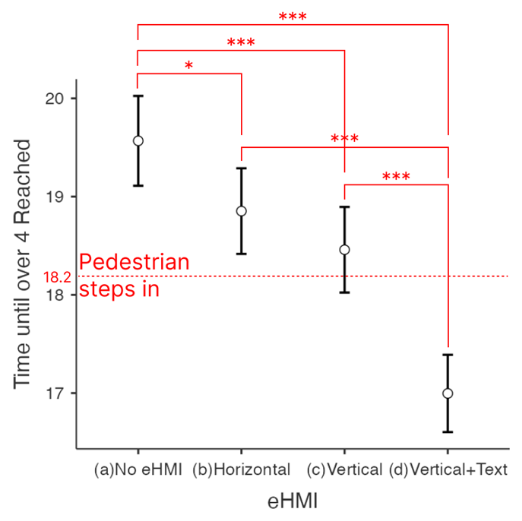 ***
***
*
***
***
20
19
18.2
18
17
Pedestrian
steps in
Time until over 4 Reached
(a)No eHMI (b)Horizontal (c)Vertical (d)Vertical+Text
eHMI